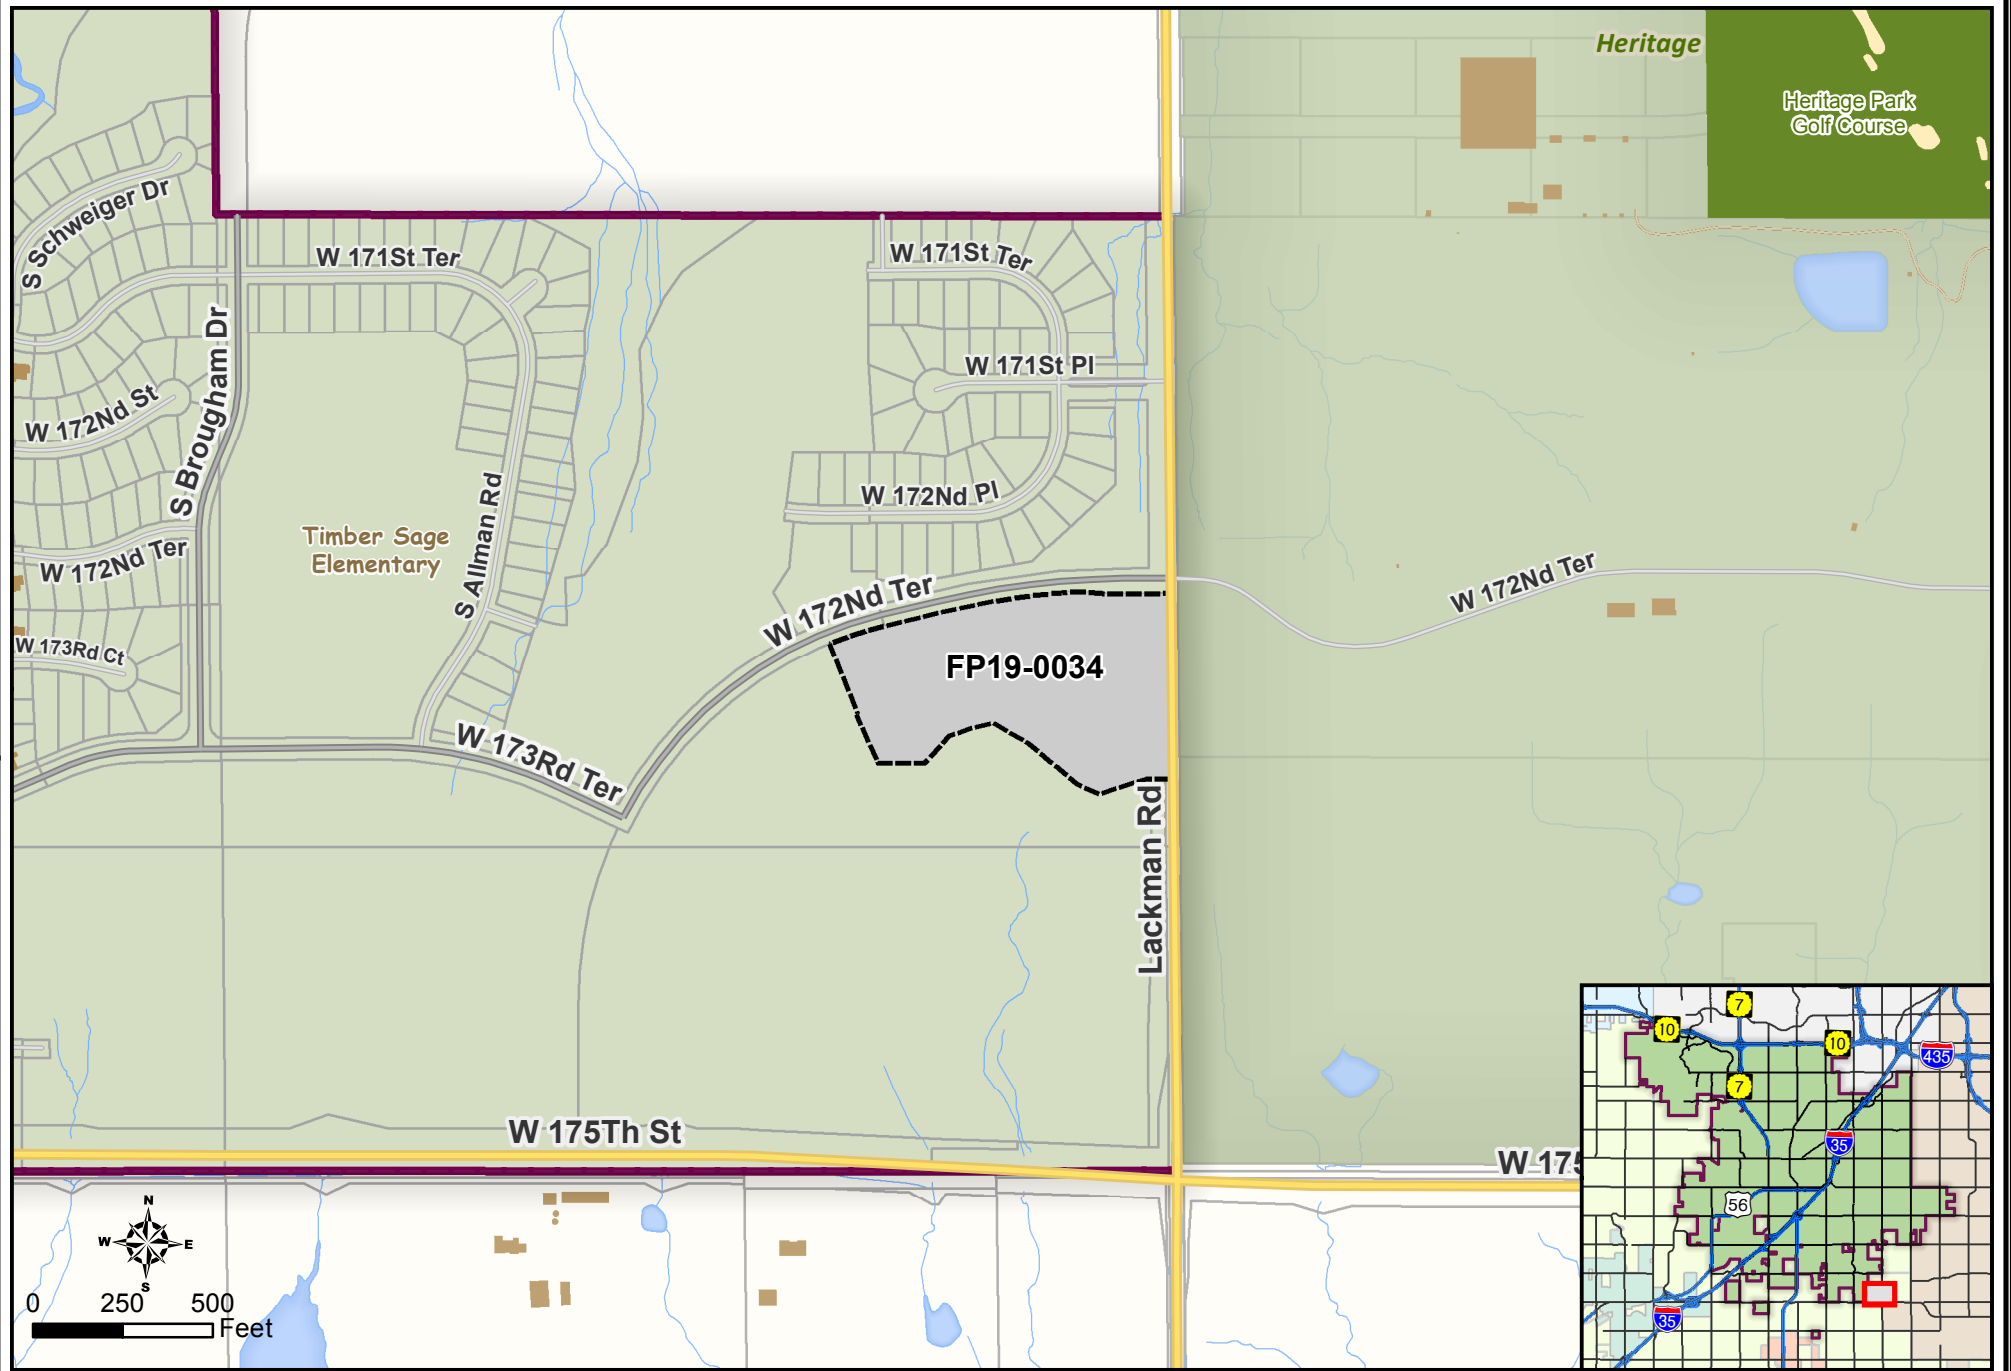 Heritage
Heritage Park
Golf Course
S Schweiger Dr
W 171St Ter
W 171St Ter
S Brougham Dr
W 171St Pl
W 172Nd St
W 172Nd Pl
S Allman Rd
Timber Sage
Elementary
W 172Nd Ter
W 172Nd Ter
W 172Nd Ter
W 173Rd Ct
FP19-0034
W 173Rd Ter
Lackman Rd
W 175Th St
W 175
N
W E
S
0 250 500
Feet
7
10
10
435
7
35
56
35